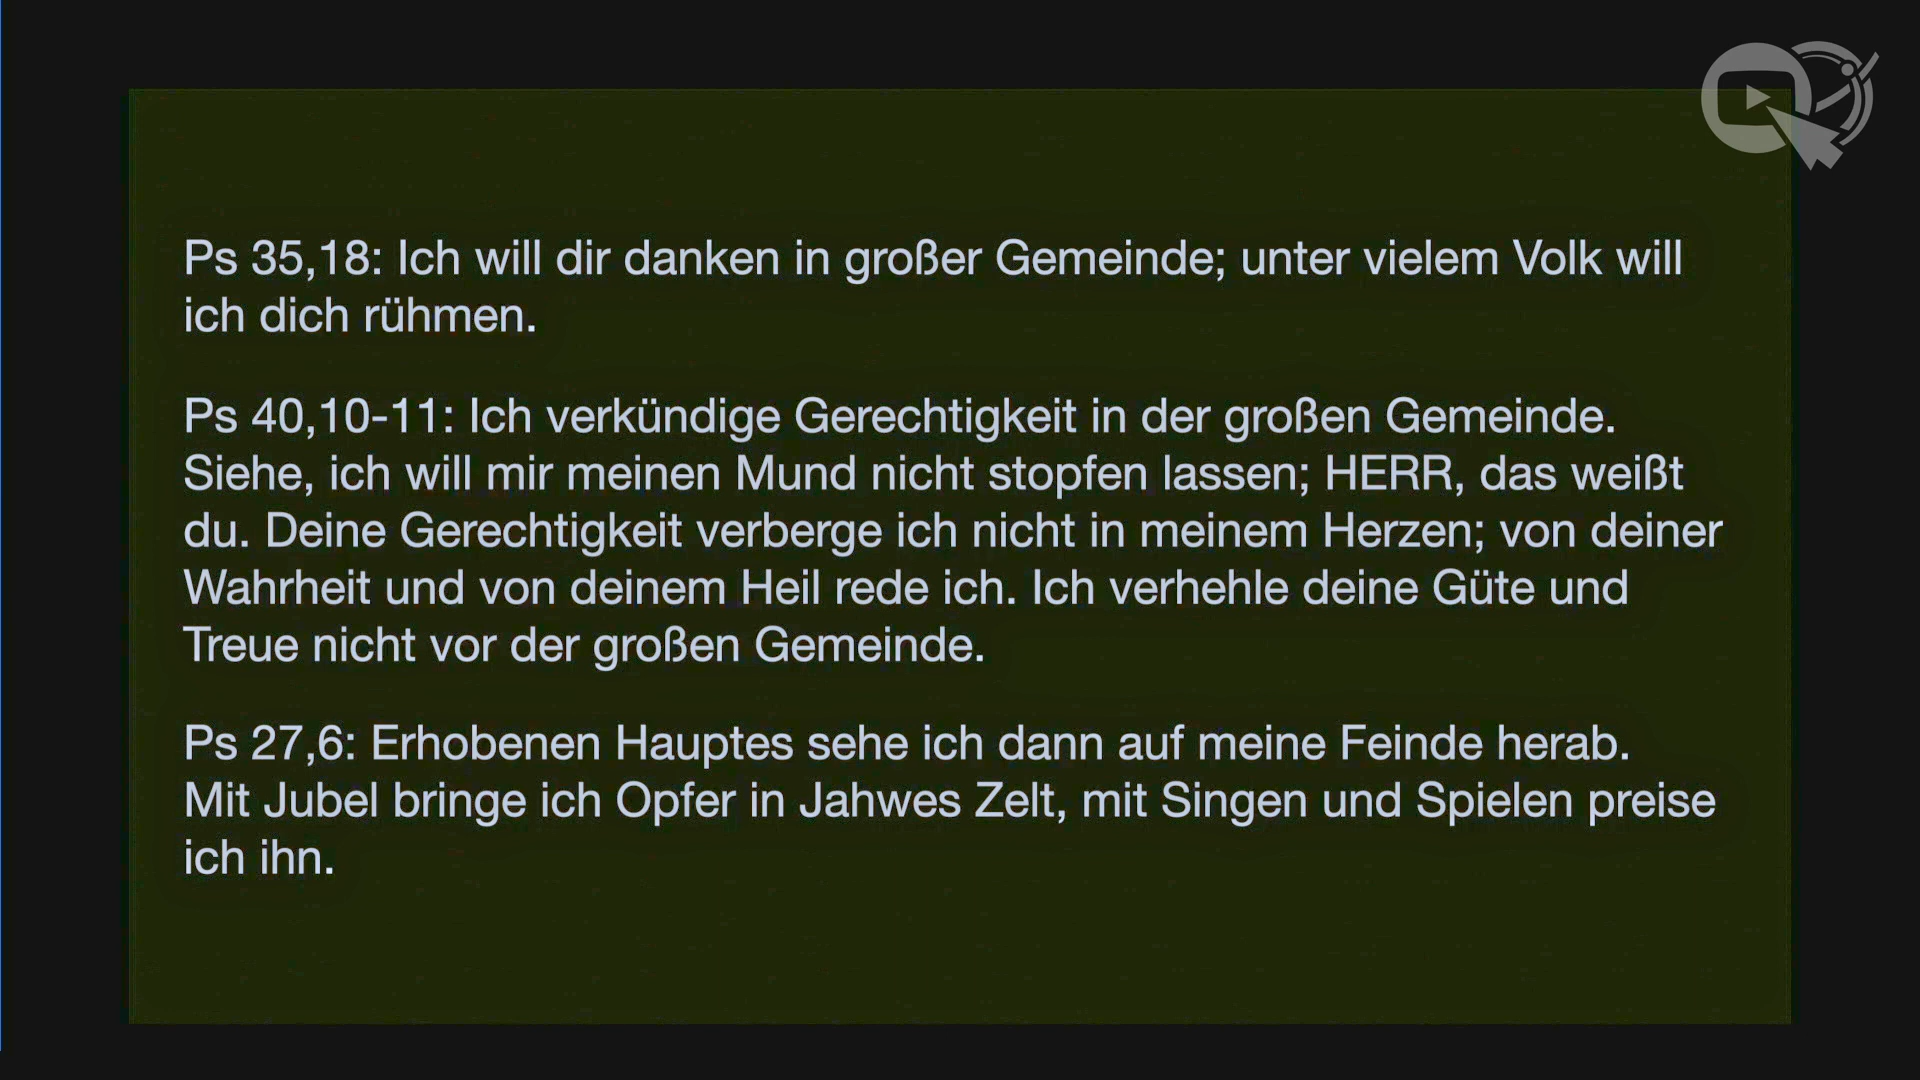 Ps 35,18: Ich will dir danken in großer Gemeinde; unter vielem Volk will
ich dich rühmen.
Ps 40,10-11: Ich verkündige Gerechtigkeit in der großen Gemeinde.
Siehe, ich will mir meinen Mund nicht stopfen lassen; HERR, das weißt
du. Deine Gerechtigkeit verberge ich nicht in meinem Herzen; von deiner
Wahrheit und von deinem Heil rede ich. Ich verhehle deine Güte und
Treue nicht vor der großen Gemeinde.
Ps 27,6: Erhobenen Hauptes sehe ich dann auf meine Feinde herab.
Mit Jubel bringe ich Opfer in Jahwes Zelt, mit Singen und Spielen preise
ich ihn.